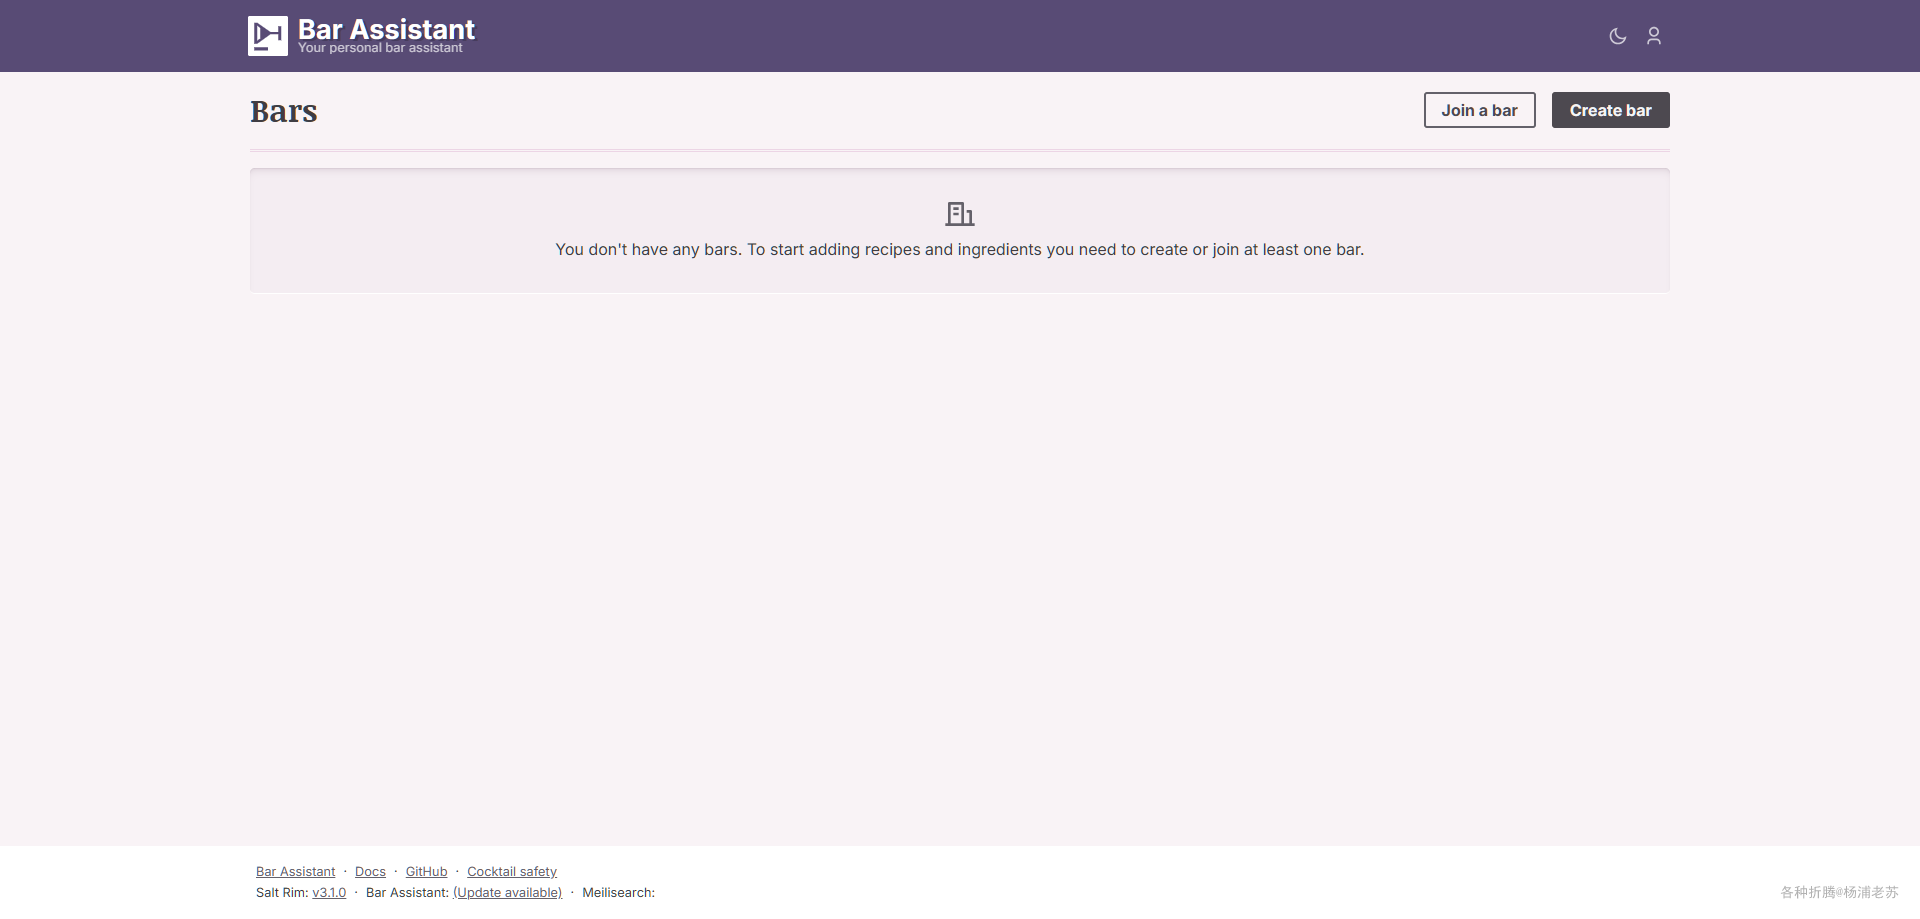 Bar Assistant
Your personal bar assistant
Bars
Join a bar
Create bar
You don't have any bars. To start adding recipes and ingredients you need to create or join at least one bar.
Bar Assistant · Docs · GitHub · Cocktail safety
Salt Rim: v3.1.0 · Bar Assistant: (Update available) · Meilisearch:
各种折腾@杨浦老苏